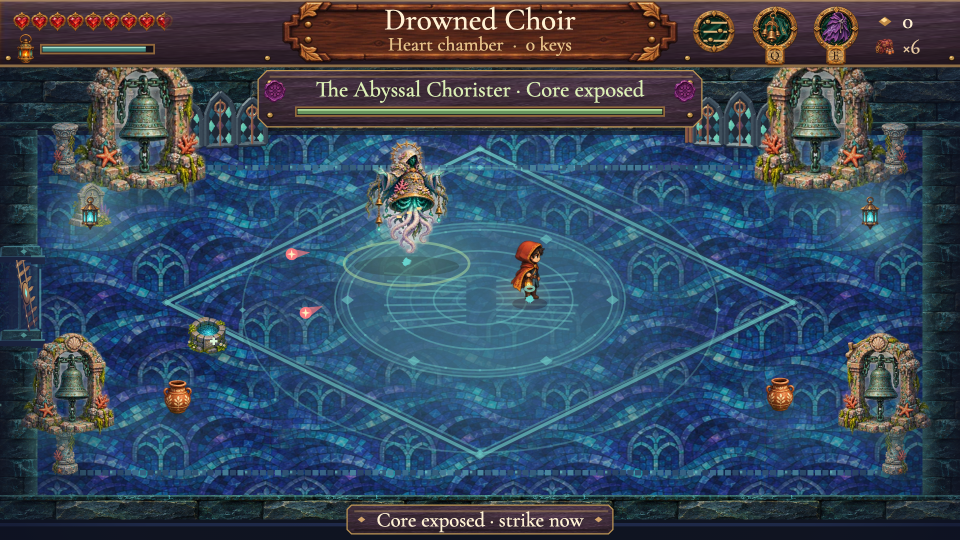 Drowned Choir
Heart chamber · 0 keys
0
Q
E
×6
The Abyssal Chorister · Core exposed
Core exposed · strike now